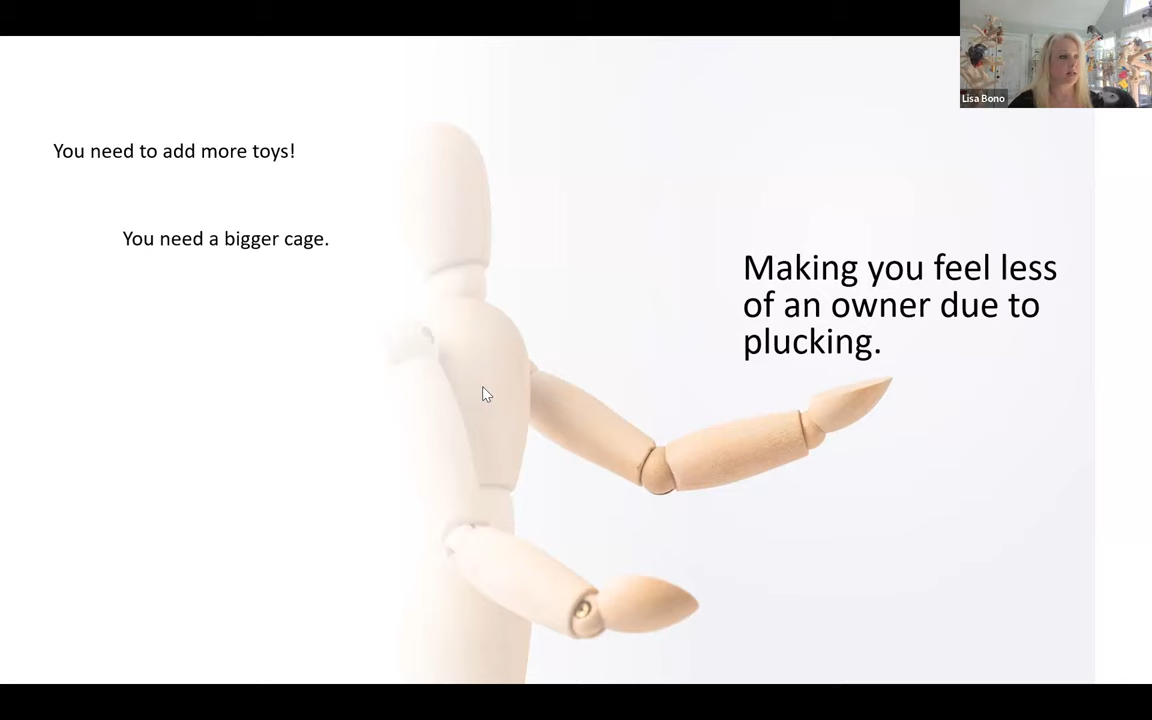 Lisa Bono
You need to add more toys!
You need a bigger cage.
Making you feel less
of an owner due to
plucking.